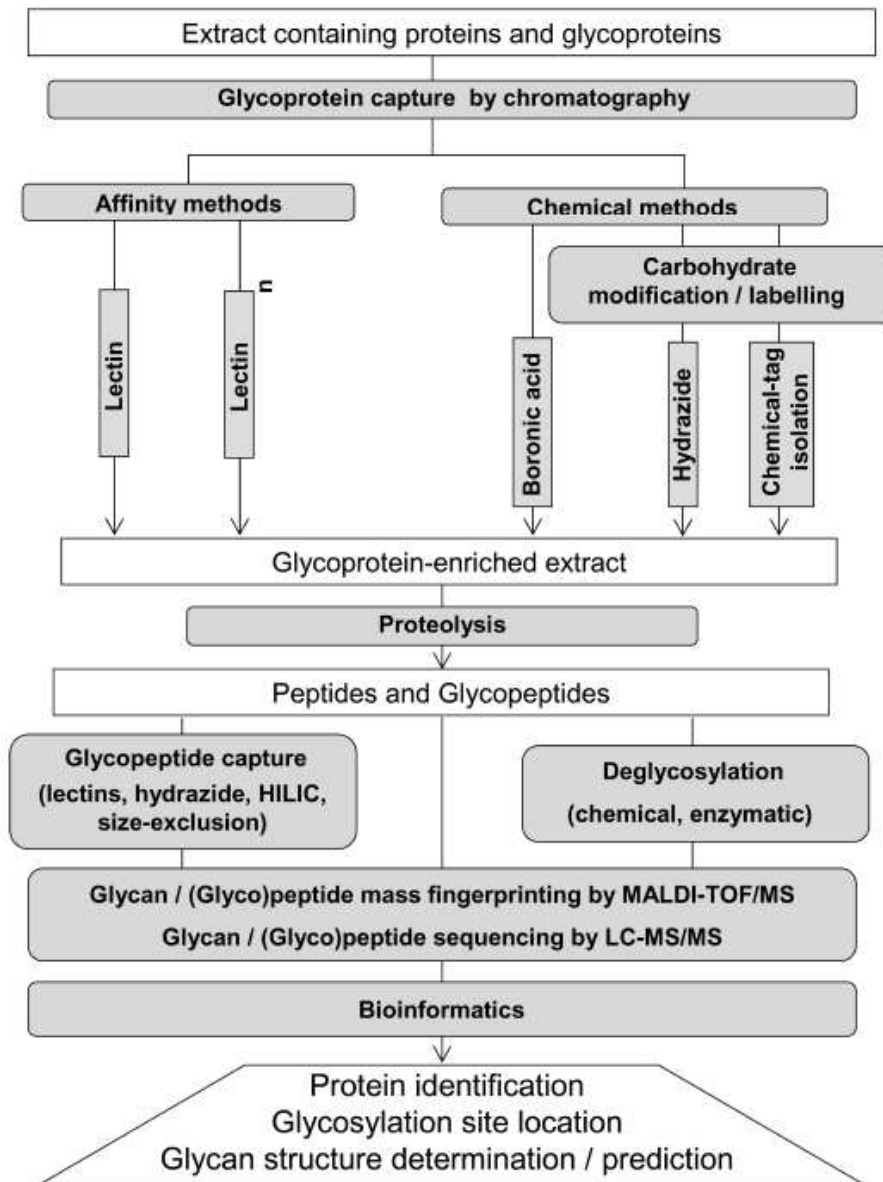 Extract containing proteins and glycoproteins
Glycoprotein capture by chromatography
Affinity methods
Chemical methods
Carbohydrate
modification / labelling
Lectin
Lectin
n
Boronic acid
Hydrazide
Chemical-tag
isolation
Glycoprotein-enriched extract
Proteolysis
Peptides and Glycopeptides
Glycopeptide capture
(lectins, hydrazide, HILIC,
size-exclusion)
Deglycosylation
(chemical, enzymatic)
Glycan / (Glyco)peptide mass fingerprinting by MALDI-TOF/MS
Glycan / (Glyco)peptide sequencing by LC-MS/MS
Bioinformatics
Protein identification
Glycosylation site location
Glycan structure determination / prediction